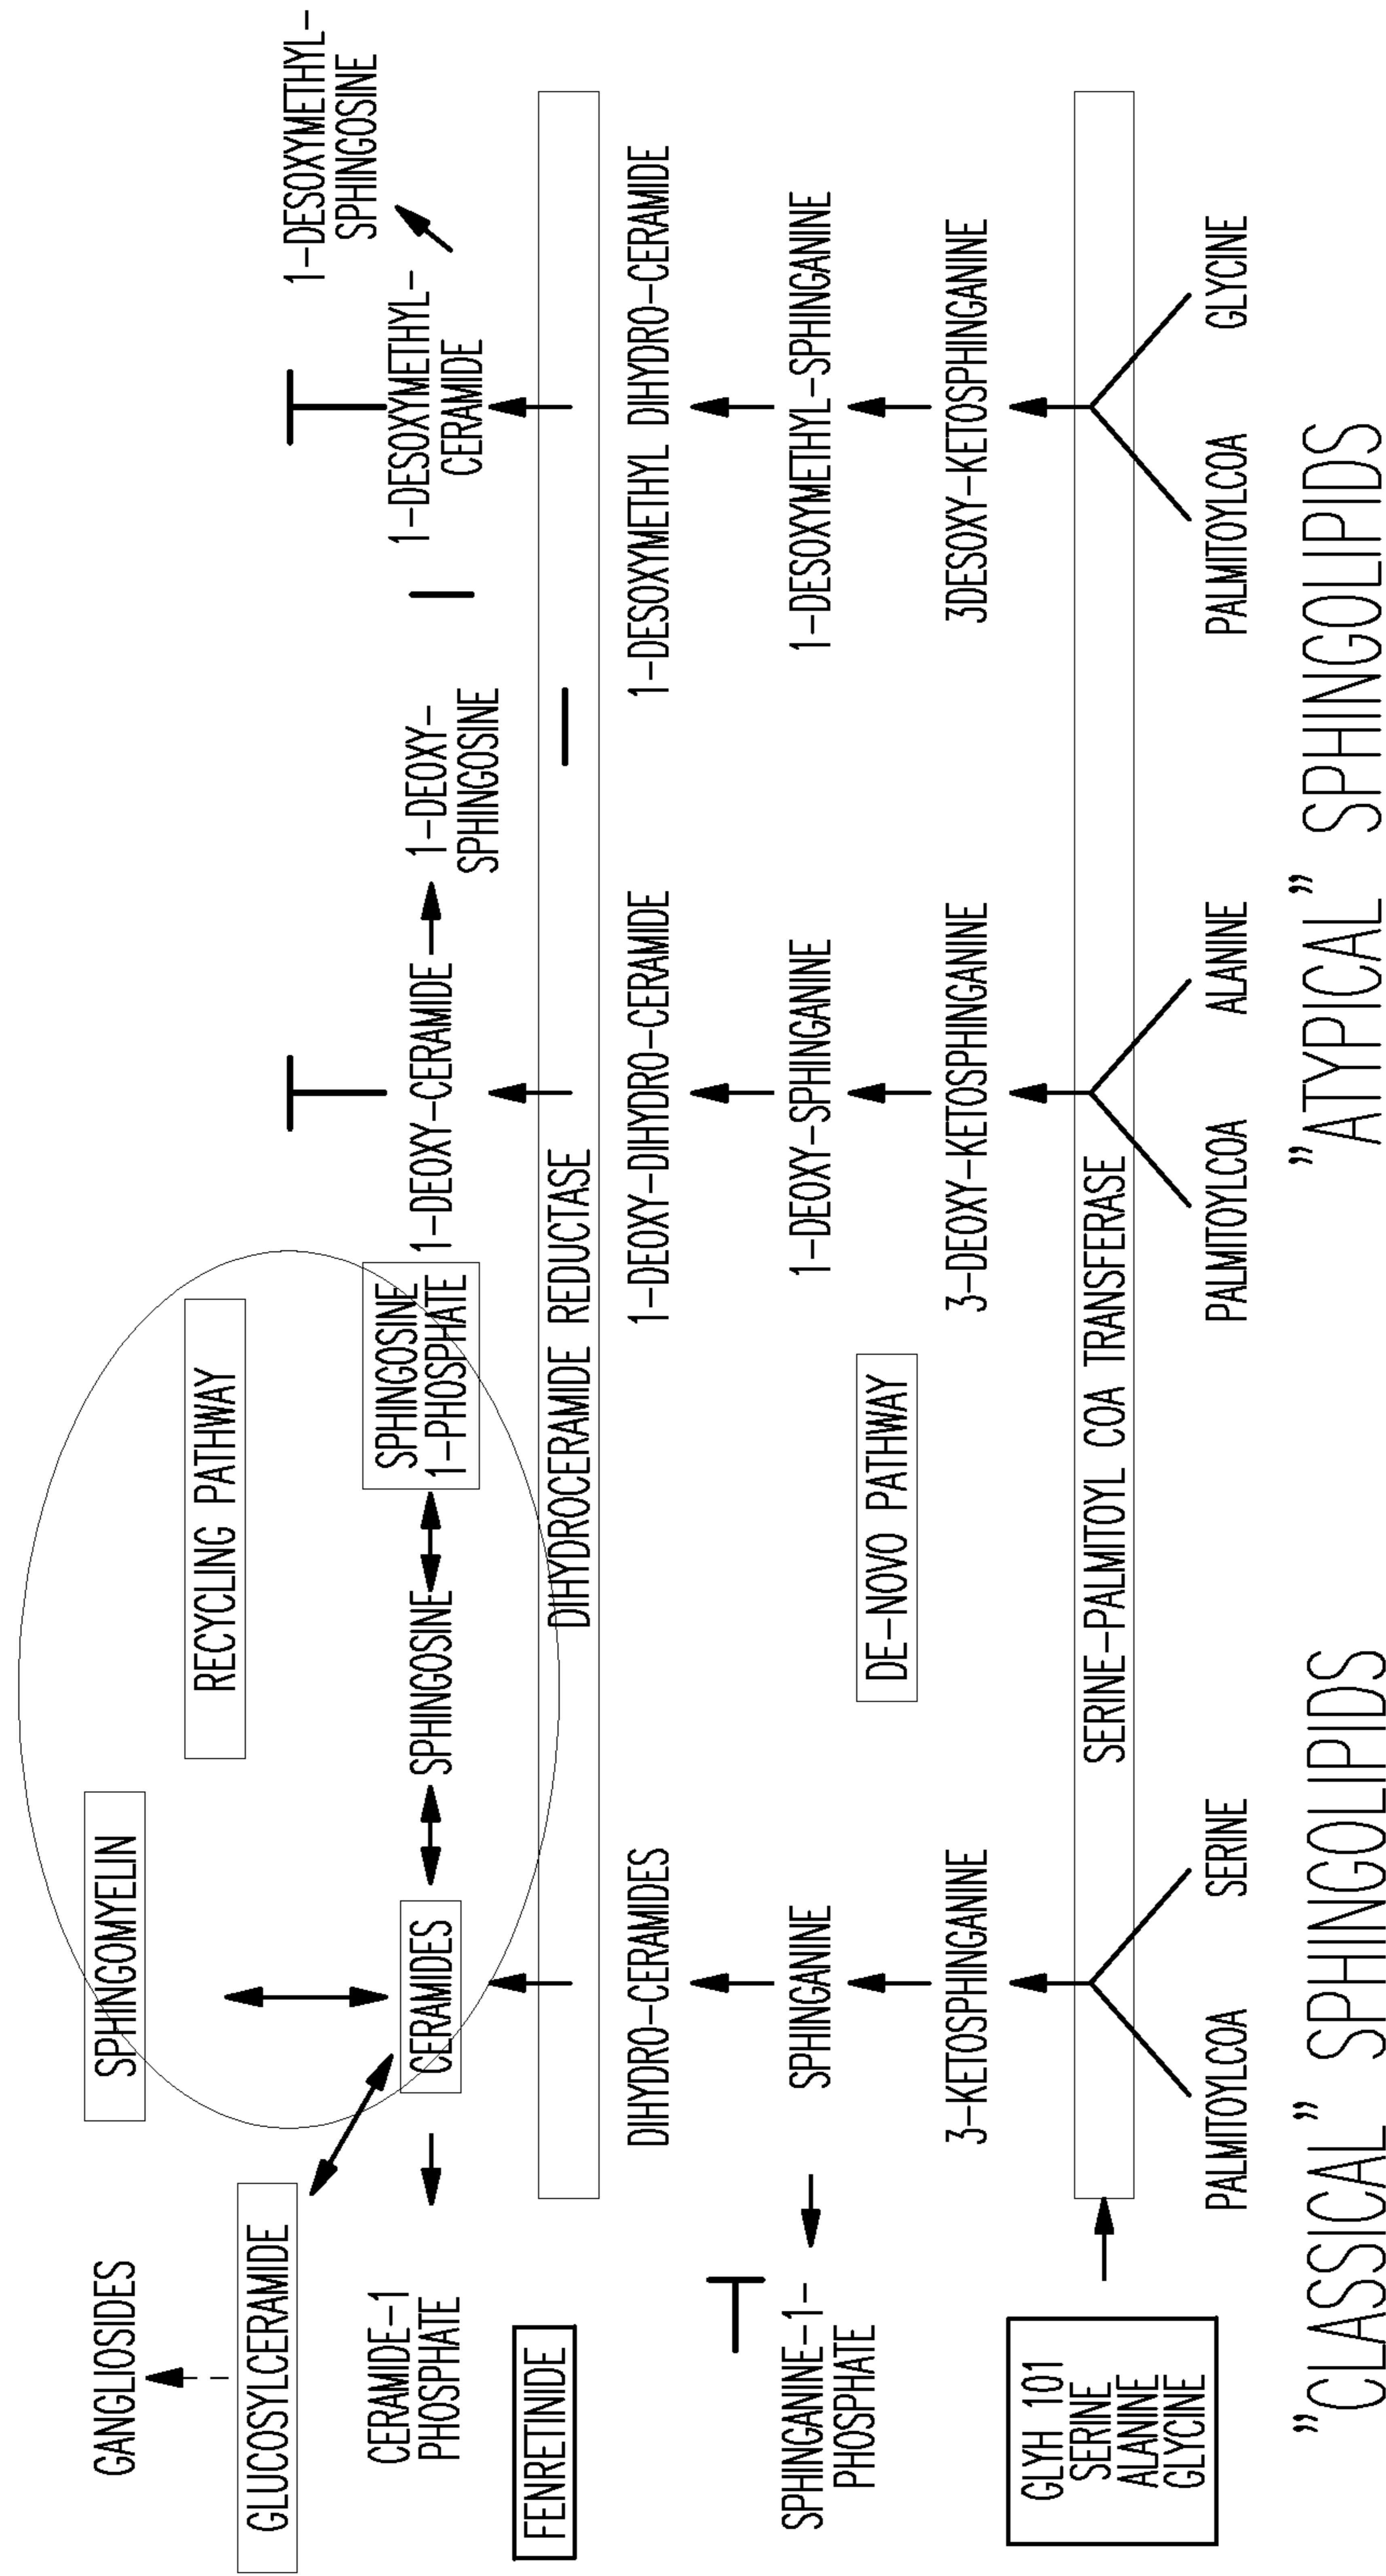 GANGLIOSIDES
SPHINGOMYELIN
RECYCLING PATHWAY
GLUCOSYLCERAMIDE
1-DESOXYMETHYL-
SPHINGOSINE
CERAMIDE-1
PHOSPHATE
CERAMIDES
SPHINGOSINE
SPHINGOSINE
1-PHOSPHATE
1-DEOXY-CERAMIDE
1-DEOXY-
SPHINGOSINE
1-DESOXYMETHYL-
CERAMIDE
FENRETINIDE
DIHYDROCERAMIDE REDUCTASE
DIHYDRO-CERAMIDES
1-DEOXY-DIHYDRO-CERAMIDE
1-DESOXYMETHYL DIHYDRO-CERAMIDE
SPHINGANINE-1-
PHOSPHATE
SPHINGANINE
1-DEOXY-SPHINGANINE
1-DESOXYMETHYL-SPHINGANINE
DE-NOVO PATHWAY
3-KETOSPHINGANINE
3-DEOXY-KETOSPHINGANINE
3DESOXY-KETOSPHINGANINE
GLYH 101
SERINE
ALANINE
GLYCINE
SERINE-PALMITOYL COA TRANSFERASE
PALMITOYLCOA
SERINE
PALMITOYLCOA
ALANINE
PALMITOYLCOA
GLYCINE
"CLASSICAL" SPHINGOLIPIDS
"ATYPICAL" SPHINGOLIPIDS